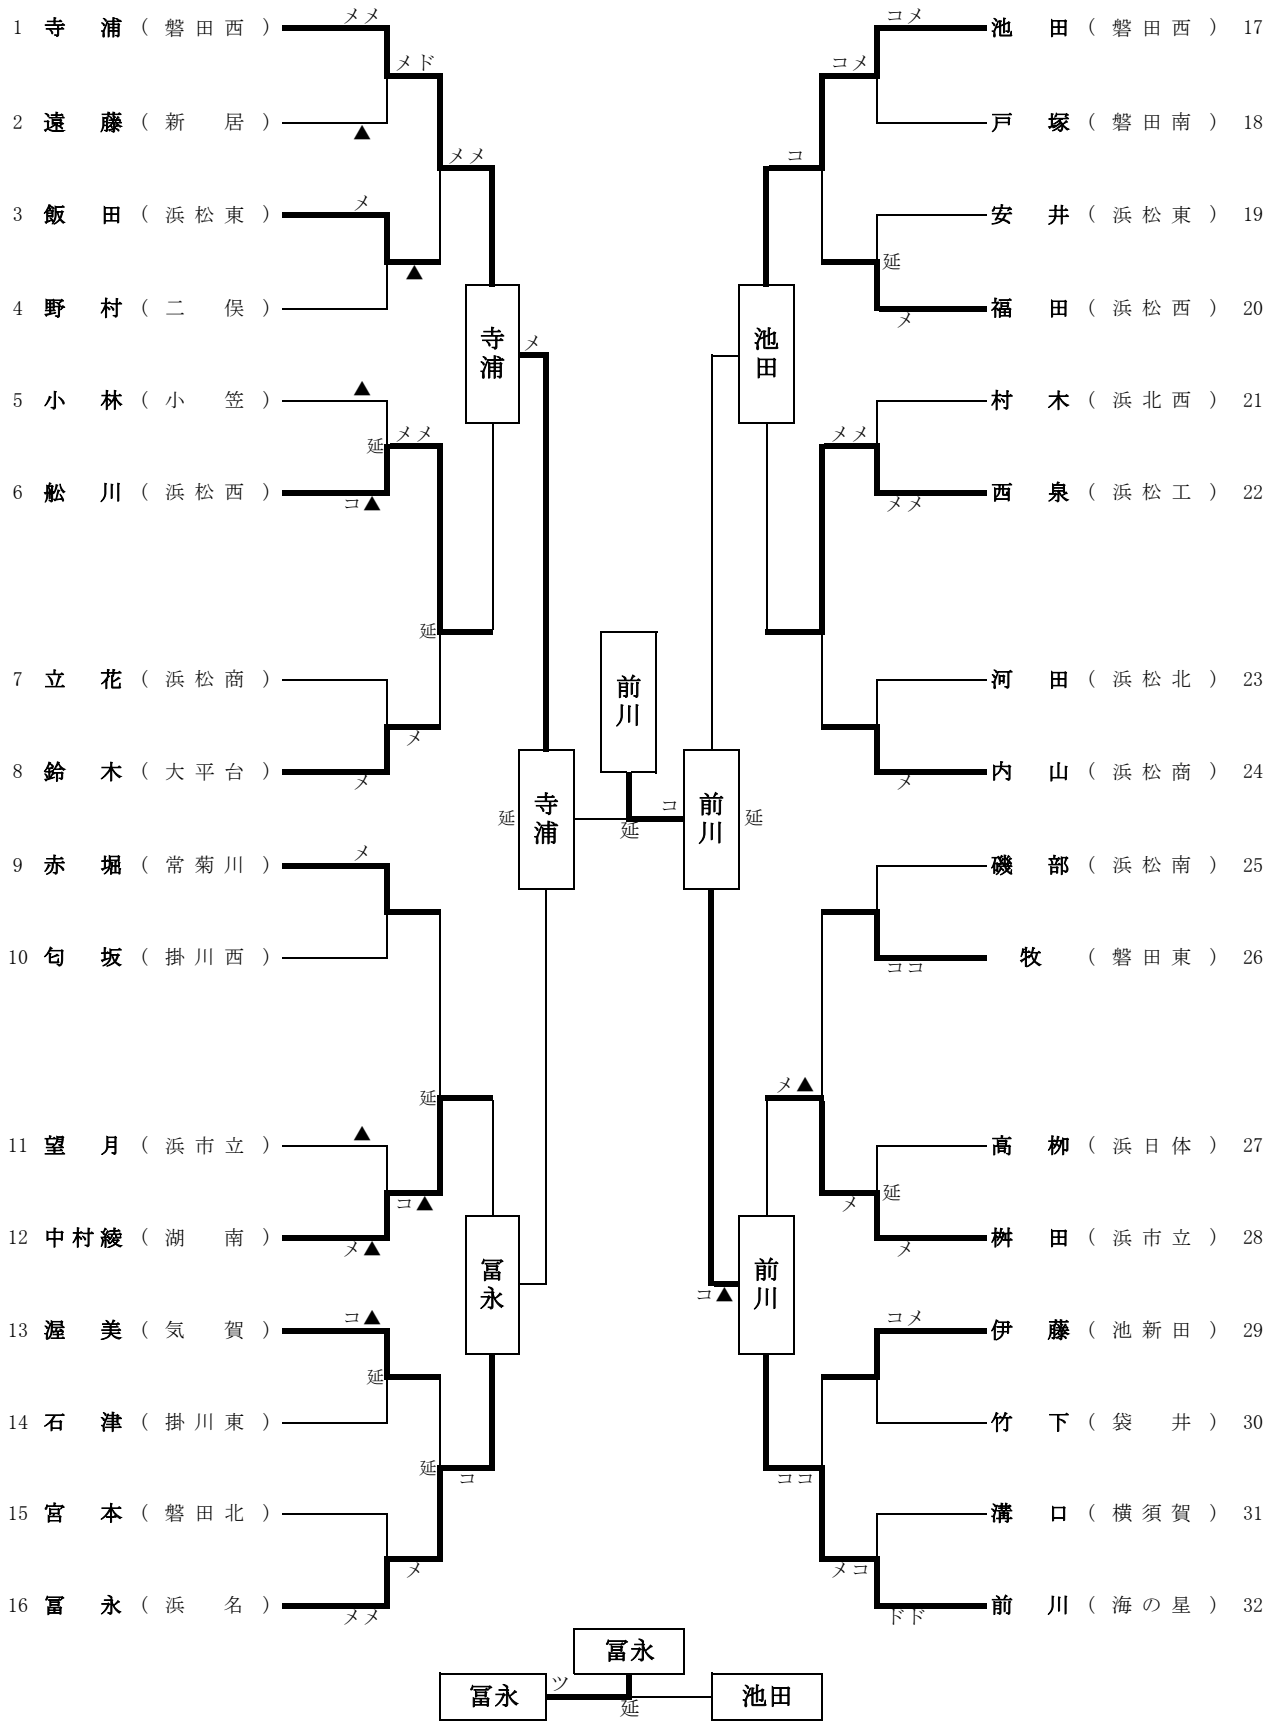 メメ
1 寺 浦 ( 磐田西 )
メド
2 遠 藤 ( 新 居 )
▲
メメ
3 飯 田 ( 浜松東 )
メ
▲
4 野 村 ( 二 俣 )
寺浦
メ
5 小 林 ( 小 笠 )
▲
延
メメ
6 舩 川 ( 浜松西 )
コ▲
延
7 立 花 ( 浜松商 )
メ
8 鈴 木 ( 大平台 )
メ
延
寺浦
9 赤 堀 ( 常菊川 )
メ
10 匂 坂 ( 掛川西 )
延
11 望 月 ( 浜市立 )
▲
コ▲
12 中村綾 ( 湖 南 )
メ▲
冨永
13 渥 美 ( 気 賀 )
コ▲
延
14 石 津 ( 掛川東 )
延
コ
15 宮 本 ( 磐田北 )
メ
16 冨 永 ( 浜 名 )
メメ
前川
コ
延
コメ
池 田 ( 磐田西 ) 17
コメ
戸 塚 ( 磐田南 ) 18
コ
安 井 ( 浜松東 ) 19
延
福 田 ( 浜松西 ) 20
メ
池田
村 木 ( 浜北西 ) 21
メメ
西 泉 ( 浜松工 ) 22
メメ
河 田 ( 浜松北 ) 23
内 山 ( 浜松商 ) 24
メ
前川
延
磯 部 ( 浜松南 ) 25
牧 ( 磐田東 ) 26
ココ
メ▲
高 栁 ( 浜日体 ) 27
延
メ
桝 田 ( 浜市立 ) 28
メ
前川
コ▲
コメ
伊 藤 ( 池新田 ) 29
竹 下 ( 袋 井 ) 30
ココ
溝 口 ( 横須賀 ) 31
メコ
前 川 ( 海の星 ) 32
ドド
冨永
冨永
ツ
延
池田